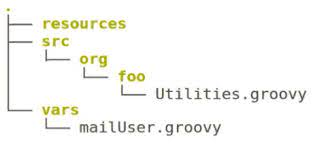 .
resources
src
org
foo
Utilities.groovy
vars
mailUser.groovy